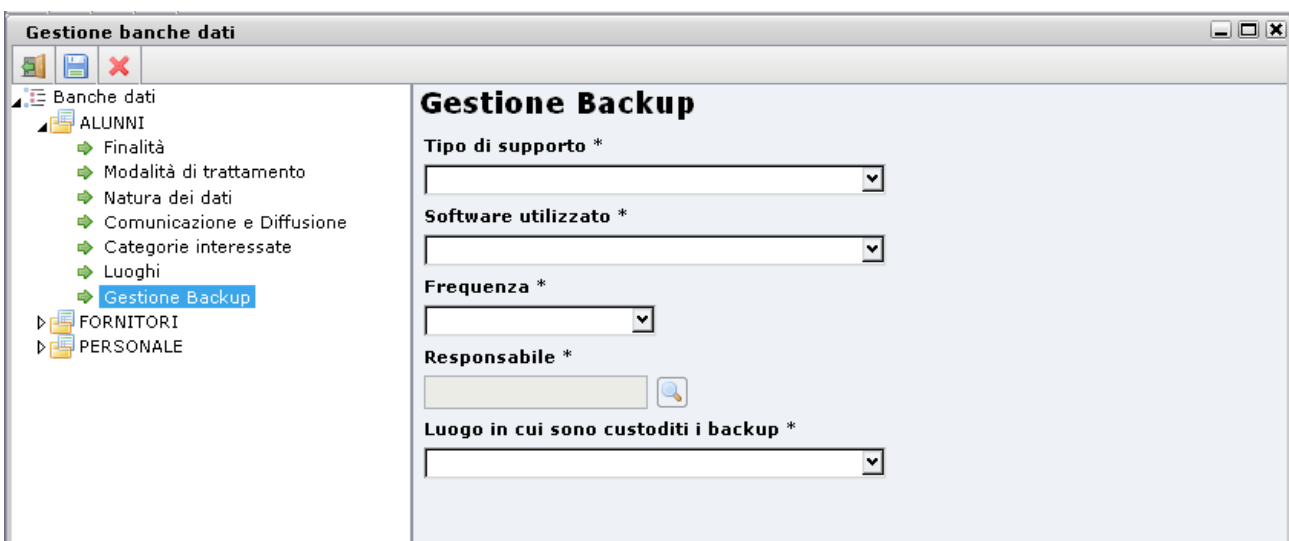 Gestione banche dati
Banche dati
ALUNNI
Finalità
Modalità di trattamento
Natura dei dati
Comunicazione e Diffusione
Categorie interessate
Luoghi
Gestione Backup
FORNITORI
PERSONALE
Gestione Backup
Tipo di supporto *
Software utilizzato *
Frequenza *
Responsabile *
Luogo in cui sono custoditi i backup *